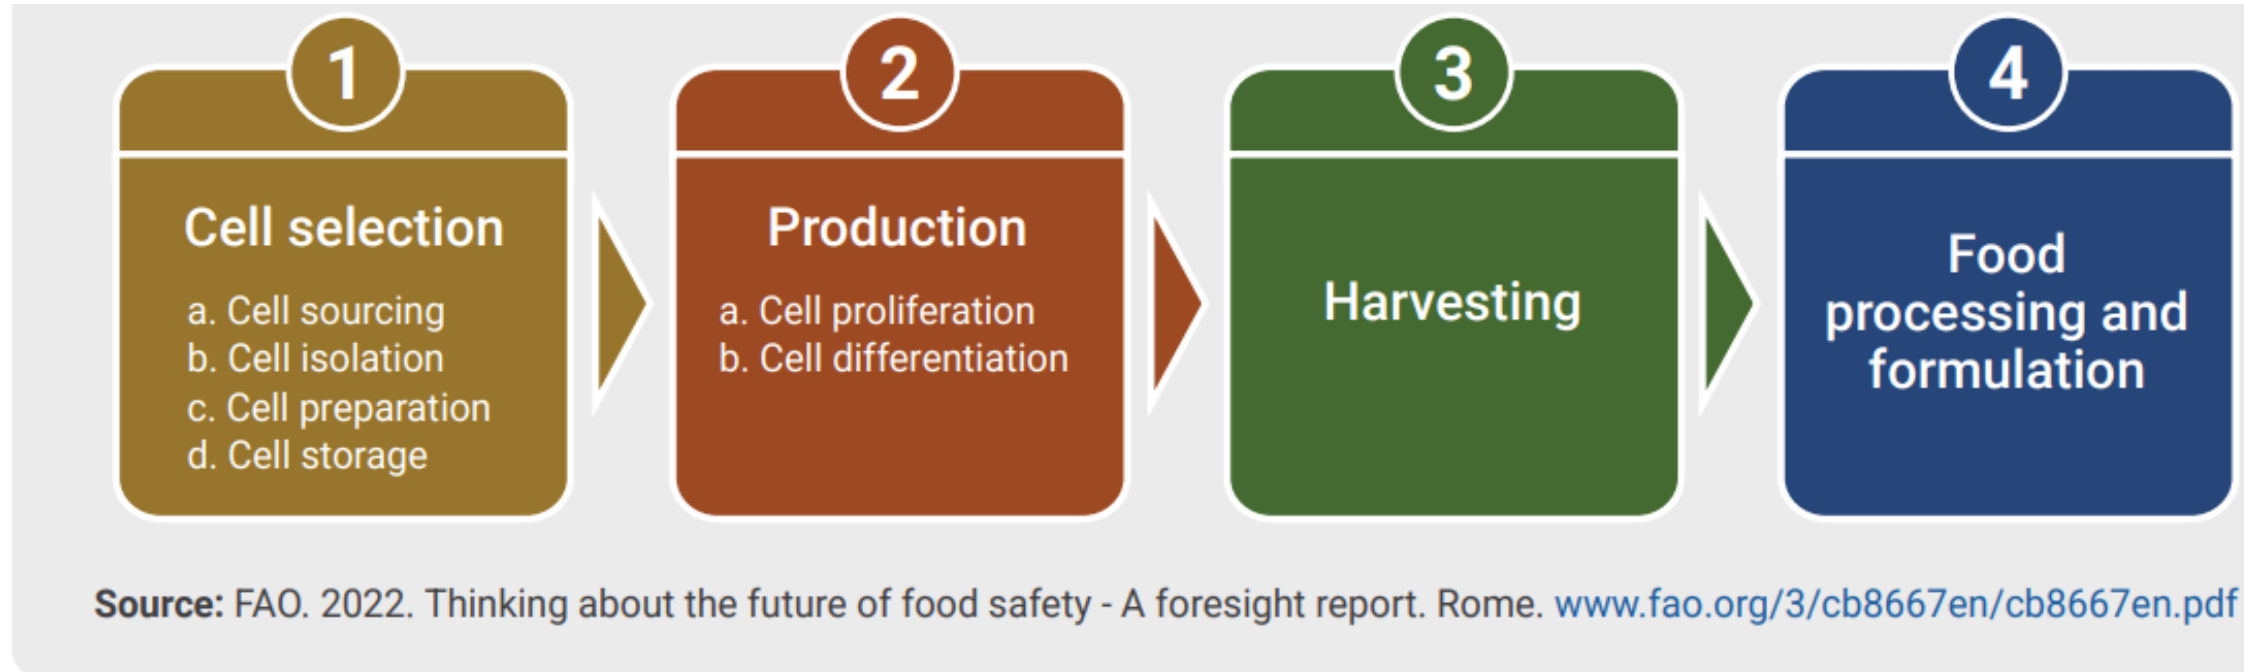 1
Cell selection
a. Cell sourcing
b. Cell isolation
c. Cell preparation
d. Cell storage
2
Production
a. Cell proliferation
b. Cell differentiation
3
Harvesting
4
Food
processing and
formulation
Source: FAO. 2022. Thinking about the future of food safety - A foresight report. Rome. www.fao.org/3/cb8667en/cb8667en.pdf